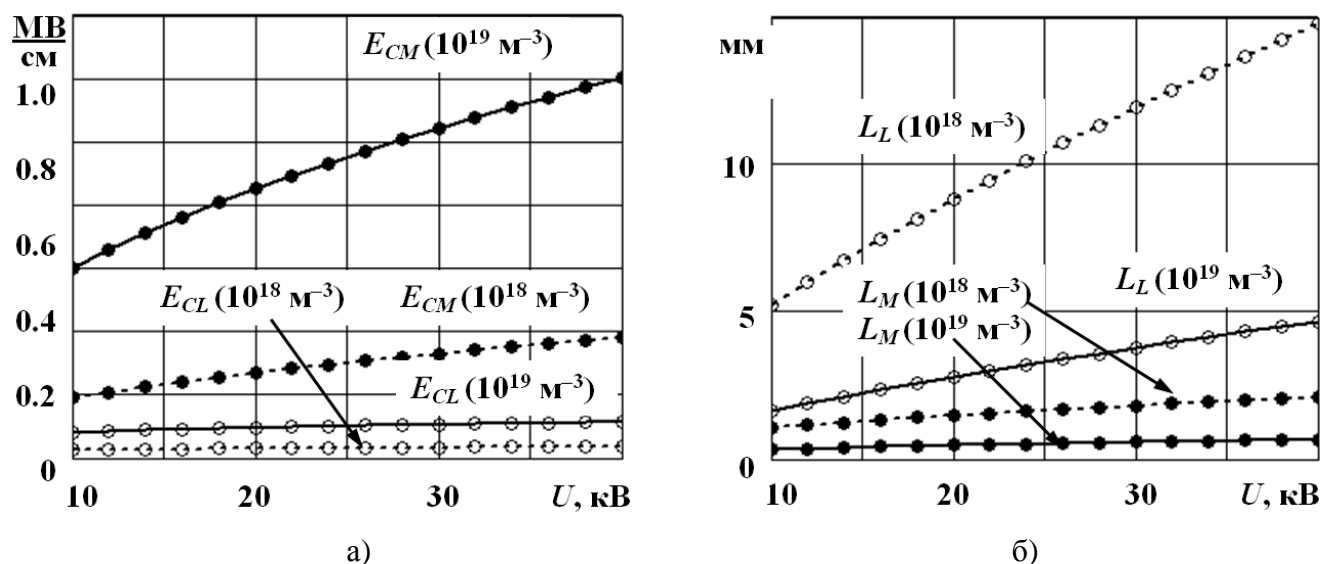 МВ
см
E_CM (10^19 м^–3)
1.0
0.8
0.6
E_CL (10^18 м^–3)
E_CM (10^18 м^–3)
0.4
E_CL (10^19 м^–3)
0.2
0
10
20
30
U, кВ
а)
мм
L_L (10^18 м^–3)
10
L_M (10^18 м^–3)
L_L (10^19 м^–3)
L_M (10^19 м^–3)
5
0
10
20
30
U, кВ
б)